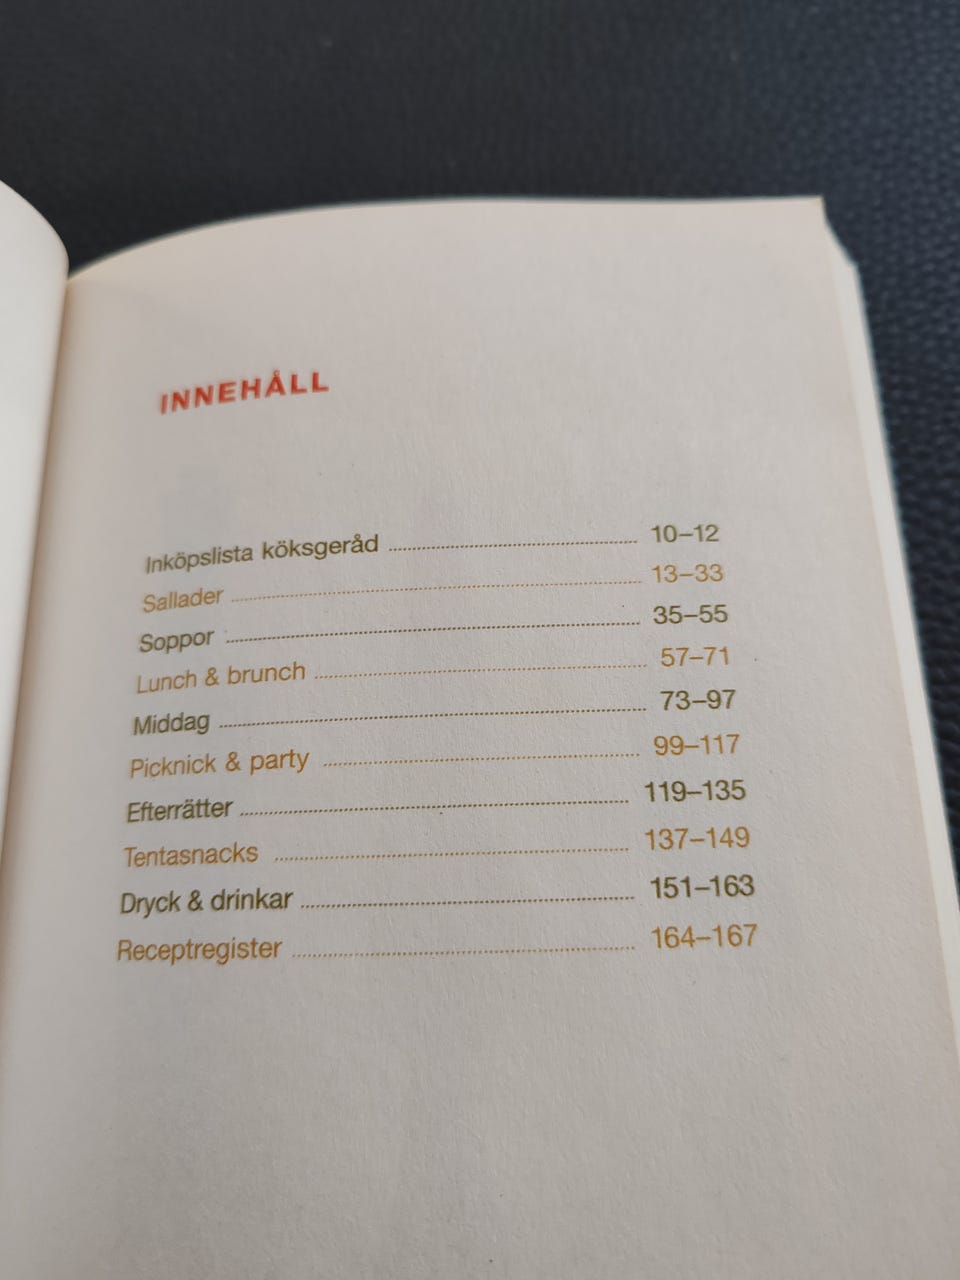 INNEHÅLL
Inköpslista köksgeråd ........ 10–12
Sallader ........ 13–33
Soppor ........ 35–55
Lunch & brunch ........ 57–71
Middag ........ 73–97
Picknick & party ........ 99–117
Efterrätter ........ 119–135
Tentasnacks ........ 137–149
Dryck & drinkar ........ 151–163
Receptregister ........ 164–167